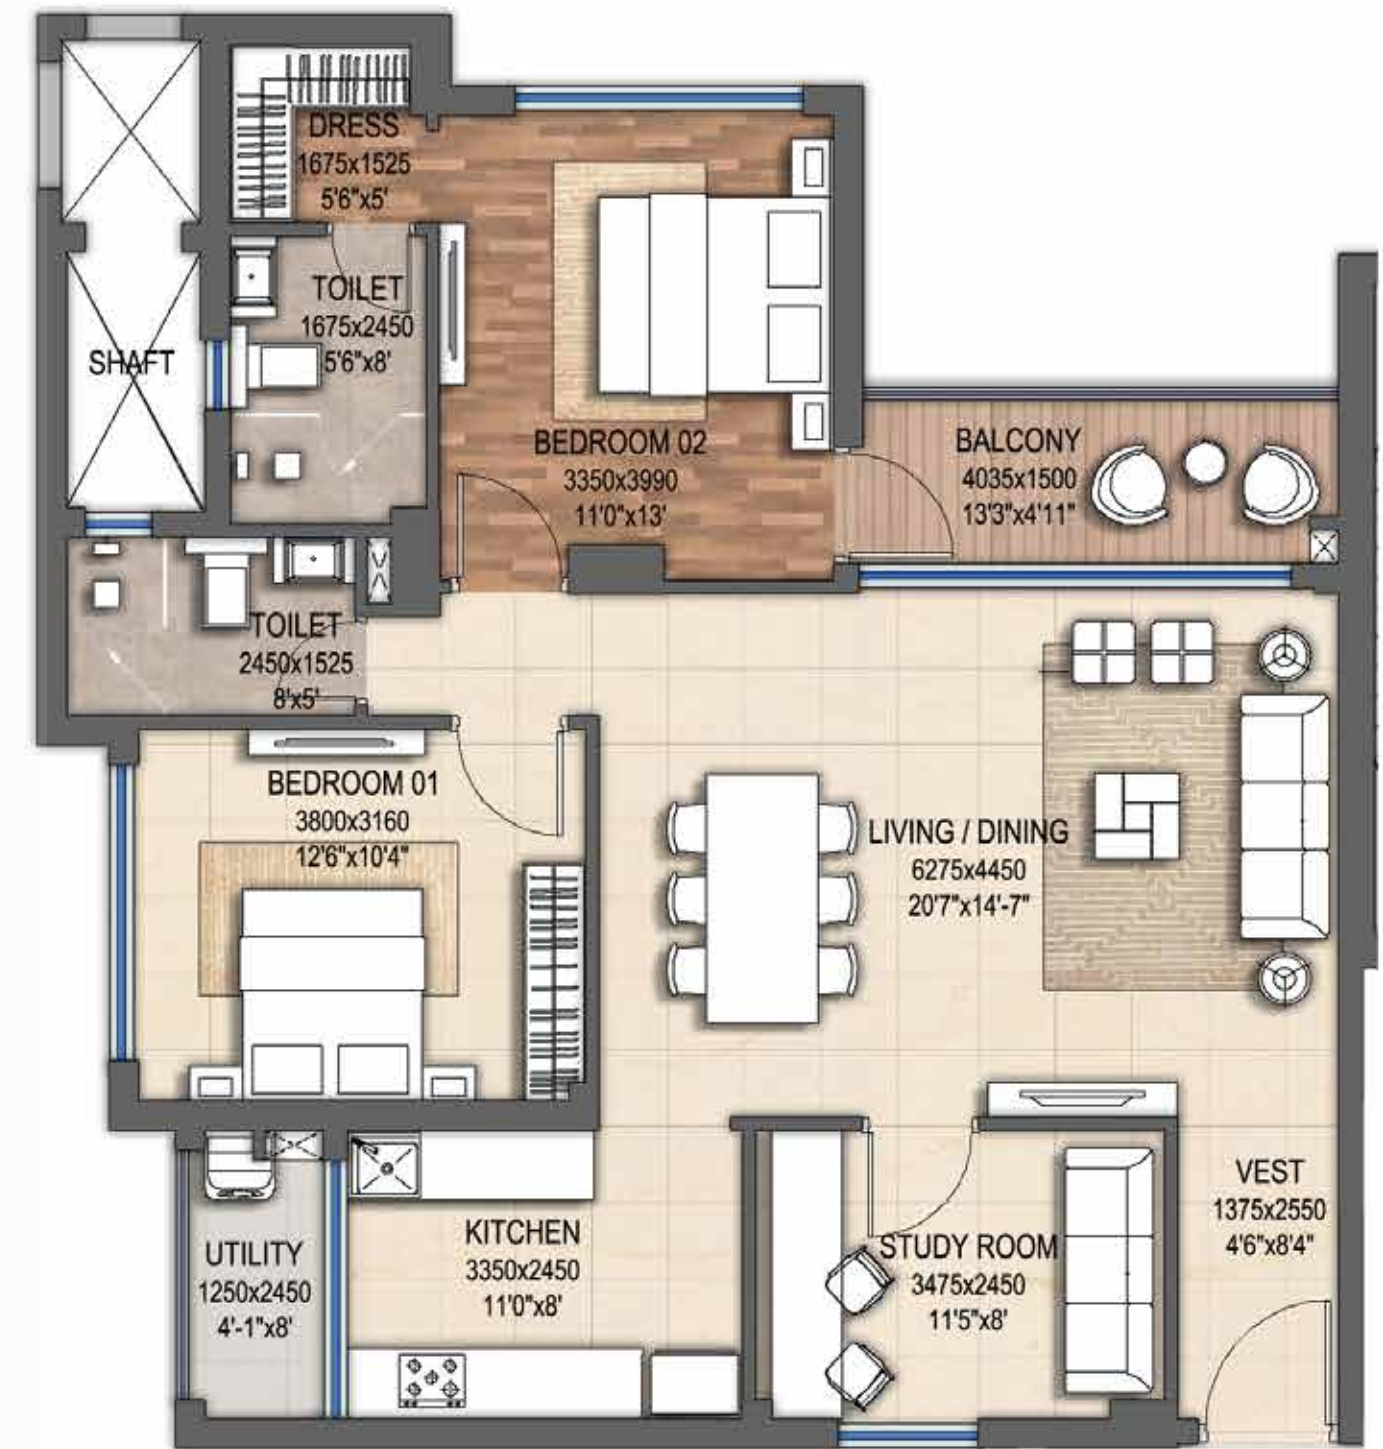 DRESS
1675x1525
5'6"x5'
TOILET
1675x2450
5'6"x8'
SHAFT
BEDROOM 02
3350x3990
11'0"x13'
BALCONY
4035x1500
13'3"x4'11"
TOILET
2450x1525
8'x5'
BEDROOM 01
3800x3160
12'6"x10'4"
LIVING / DINING
6275x4450
20'7"x14'-7"
VEST
1375x2550
4'6"x8'4"
KITCHEN
3350x2450
11'0"x8'
STUDY ROOM
3475x2450
11'5"x8'
UTILITY
1250x2450
4'-1"x8'